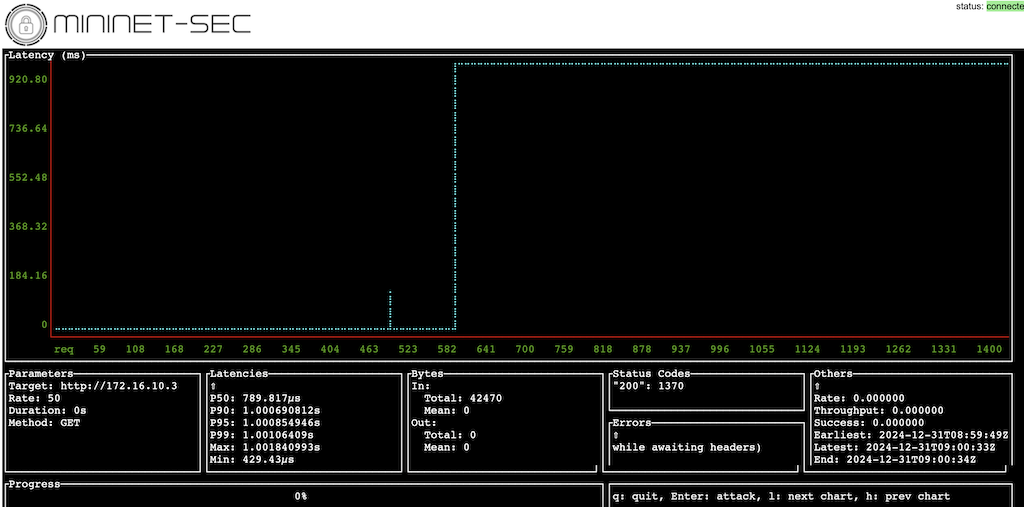 status: connecte
MININET-SEC
Latency (ms)
920.80
736.64
552.48
368.32
184.16
0
req 59 108 168 227 286 345 404 463 523 582 641 700 759 818 878 937 996 1055 1124 1193 1262 1331 1400
Parameters
Target: http://172.16.10.3
Rate: 50
Duration: 0s
Method: GET
Latencies
⇑
P50: 789.817µs
P90: 1.000690812s
P95: 1.000854946s
P99: 1.00106409s
Max: 1.001840993s
Min: 429.43µs
Bytes
In:
Total: 42470
Mean: 0
Out:
Total: 0
Mean: 0
Status Codes
"200": 1370
Errors
⇑
while awaiting headers)
Others
⇑
Rate: 0.000000
Throughput: 0.000000
Success: 0.000000
Earliest: 2024-12-31T08:59:49Z
Latest: 2024-12-31T09:00:33Z
End: 2024-12-31T09:00:34Z
Progress
0%
q: quit, Enter: attack, l: next chart, h: prev chart